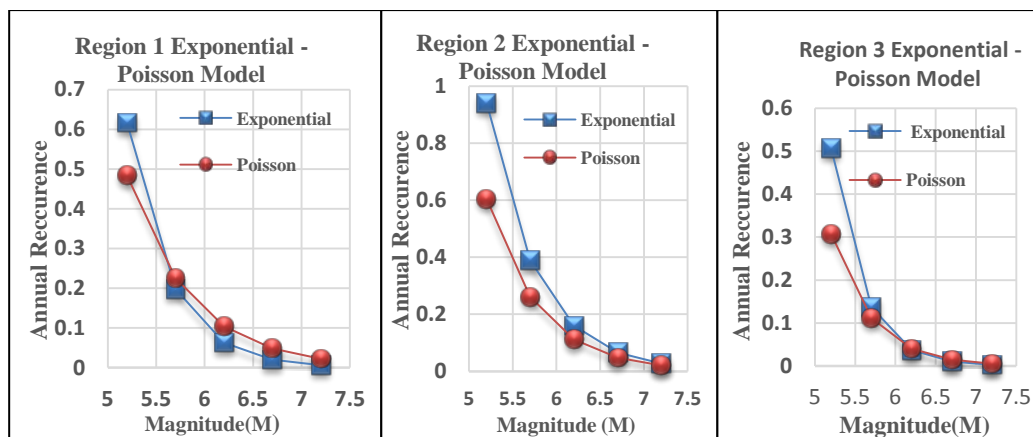 Region 1 Exponential -
Poisson Model
Annual Reccurence
0.7
0.6
0.5
0.4
0.3
0.2
0.1
0
Exponential
Poisson
5 5.5 6 6.5 7 7.5
Magnitude(M)
Region 2 Exponential -
Poisson Model
Annual Reccurence
1
0.8
0.6
0.4
0.2
0
Exponential
Poisson
5 5.5 6 6.5 7 7.5
Magnitude(M)
Region 3 Exponential -
Poisson Model
Annual Reccurence
0.6
0.5
0.4
0.3
0.2
0.1
0
Exponential
Poisson
5 5.5 6 6.5 7 7.5
Magnitude(M)